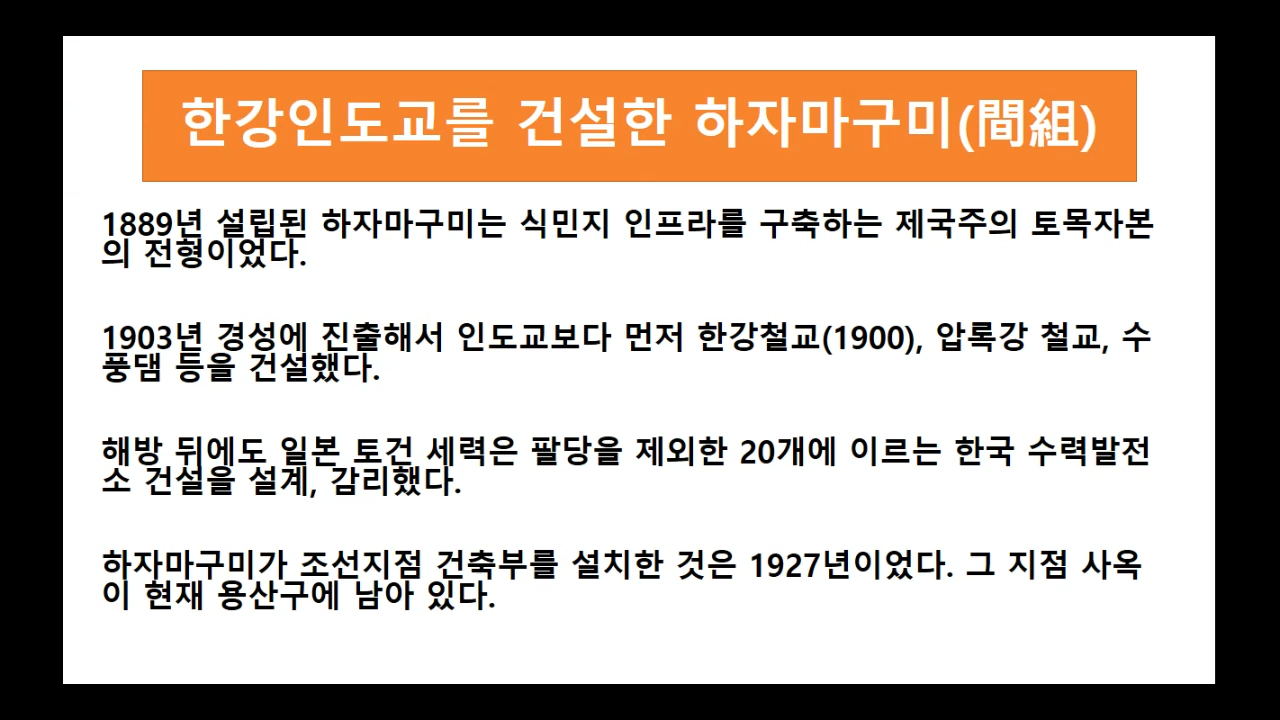 한강인도교를 건설한 하자마구미(間組)
1889년 설립된 하자마구미는 식민지 인프라를 구축하는 제국주의 토목자본
의 전형이었다.
1903년 경성에 진출해서 인도교보다 먼저 한강철교(1900), 압록강 철교, 수
풍댐 등을 건설했다.
해방 뒤에도 일본 토건 세력은 팔당을 제외한 20개에 이르는 한국 수력발전
소 건설을 설계, 감리했다.
하자마구미가 조선지점 건축부를 설치한 것은 1927년이었다. 그 지점 사옥
이 현재 용산구에 남아 있다.